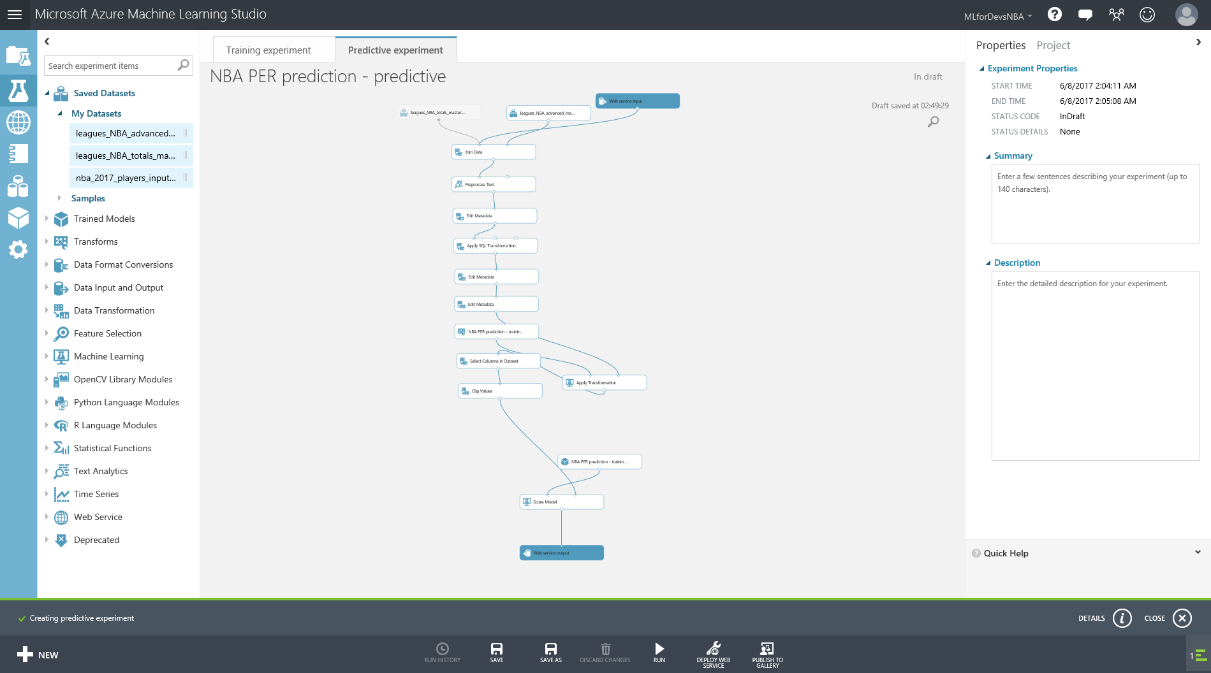 Microsoft Azure Machine Learning Studio
MLforDevsNBA
Search experiment items
Saved Datasets
My Datasets
leagues_NBA_advanced...
leagues_NBA_totals_ma...
nba_2017_players_input...
Samples
Trained Models
Transforms
Data Format Conversions
Data Input and Output
Data Transformation
Feature Selection
Machine Learning
OpenCV Library Modules
Python Language Modules
R Language Modules
Statistical Functions
Text Analytics
Time Series
Web Service
Deprecated
Training experiment
Predictive experiment
NBA PER prediction - predictive
In draft
Draft saved at 02:49:29
leagues_NBA_totals_master...
leagues_NBA_advanced_ma...
Web service input
Join Data
Preprocess Text
Edit Metadata
Apply SQL Transformation
Edit Metadata
Edit Metadata
NBA PER prediction - trainin...
Select Columns in Dataset
Apply Transformation
Clip Values
NBA PER prediction - trainin...
Score Model
Web service output
Properties Project
Experiment Properties
START TIME 6/8/2017 2:04:11 AM
END TIME 6/8/2017 2:05:08 AM
STATUS CODE InDraft
STATUS DETAILS None
Summary
Enter a few sentences describing your experiment (up to
140 characters).
Description
Enter the detailed description for your experiment.
Quick Help
Creating predictive experiment
DETAILS
CLOSE
NEW
RUN HISTORY
SAVE
SAVE AS
DISCARD CHANGES
RUN
DEPLOY WEB
SERVICE
PUBLISH TO
GALLERY
1